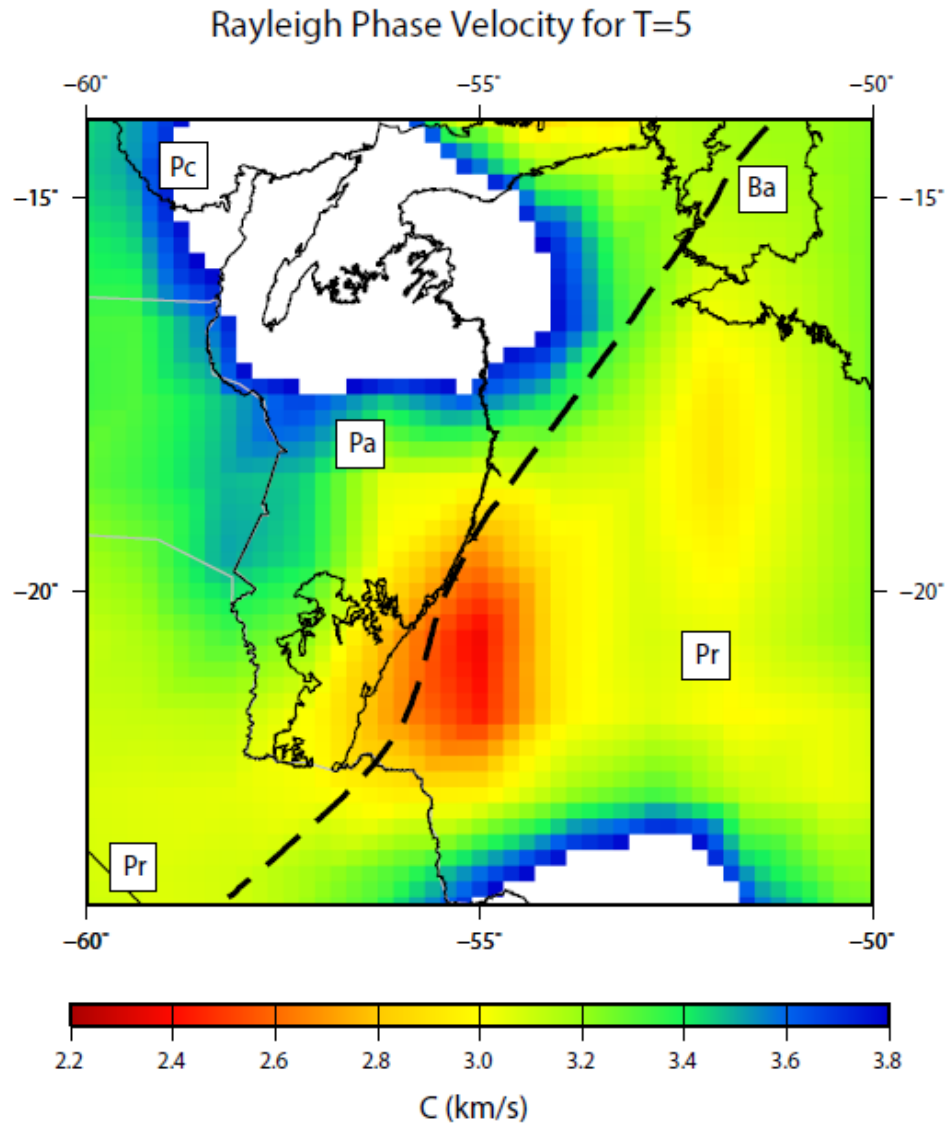 Rayleigh Phase Velocity for T=5
−60˚ −55˚ −50˚
Pc
Ba
−15˚ −15˚
Pa
−20˚ −20˚
Pr
Pr
−60˚ −55˚ −50˚
2.2 2.4 2.6 2.8 3.0 3.2 3.4 3.6 3.8
C (km/s)